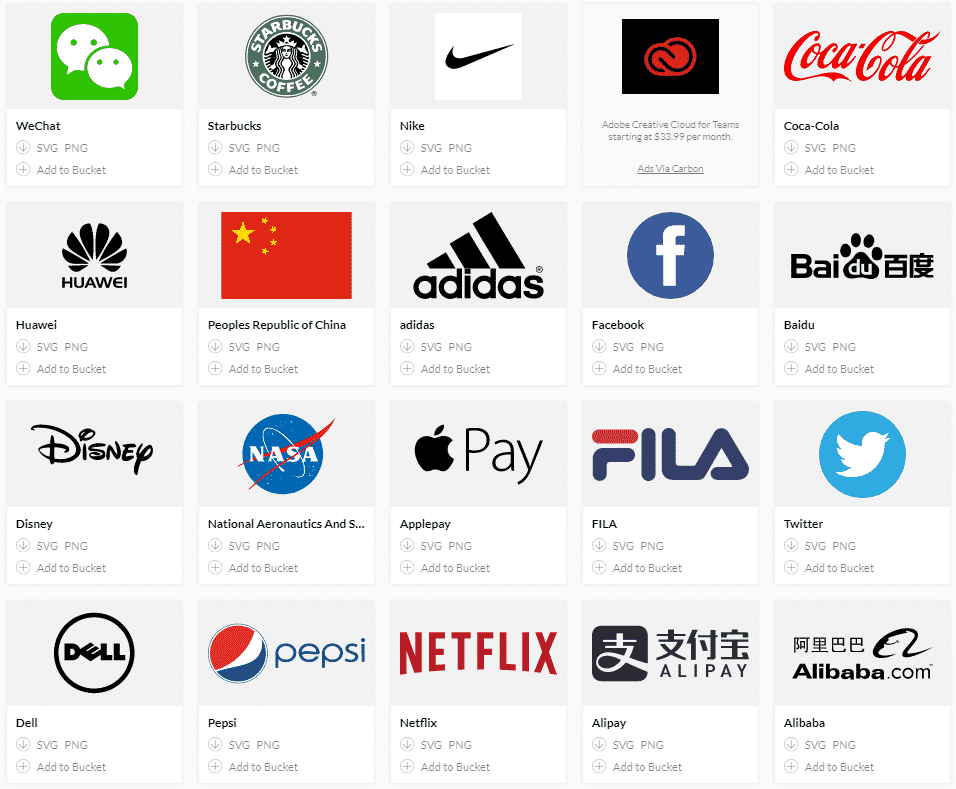 STARBUCKS
COFFEE
®
Coca-Cola
WeChat
SVG PNG
Add to Bucket
Starbucks
SVG PNG
Add to Bucket
Nike
SVG PNG
Add to Bucket
Adobe Creative Cloud for Teams
starting at $33.99 per month.
Ads Via Carbon
Coca-Cola
SVG PNG
Add to Bucket
HUAWEI
adidas®
f
Bai du 百度
Huawei
SVG PNG
Add to Bucket
Peoples Republic of China
SVG PNG
Add to Bucket
adidas
SVG PNG
Add to Bucket
Facebook
SVG PNG
Add to Bucket
Baidu
SVG PNG
Add to Bucket
Disney
NASA
Pay
FILA
Disney
SVG PNG
Add to Bucket
National Aeronautics And S...
SVG PNG
Add to Bucket
Applepay
SVG PNG
Add to Bucket
FILA
SVG PNG
Add to Bucket
Twitter
SVG PNG
Add to Bucket
DELL
pepsi
NETFLIX
支 支付宝
ALIPAY
阿里巴巴
Alibaba.com™
Dell
SVG PNG
Add to Bucket
Pepsi
SVG PNG
Add to Bucket
Netflix
SVG PNG
Add to Bucket
Alipay
SVG PNG
Add to Bucket
Alibaba
SVG PNG
Add to Bucket